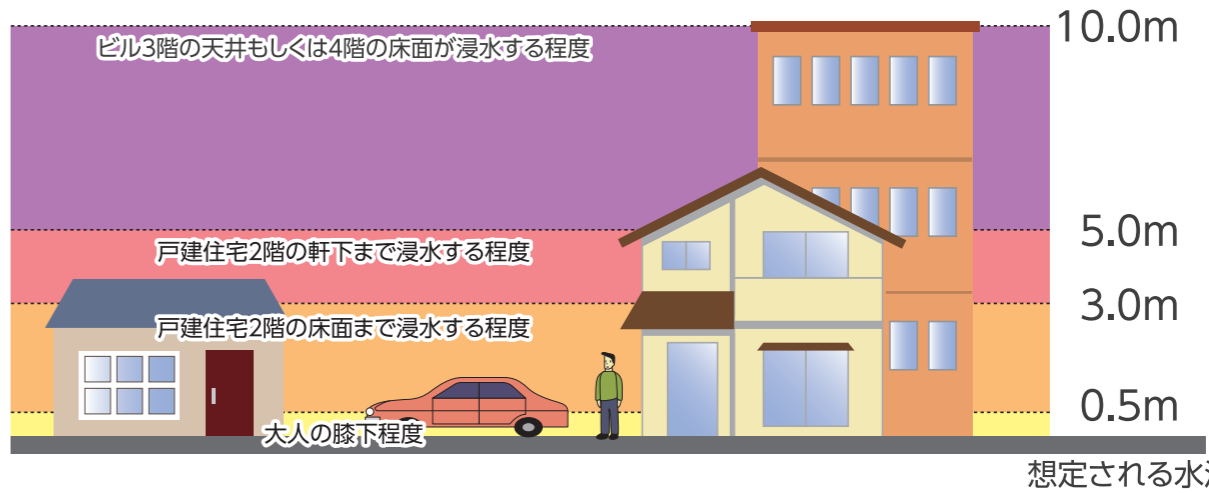 10.0m
ビル3階の天井もしくは4階の床面が浸水する程度
5.0m
戸建住宅2階の軒下まで浸水する程度
3.0m
戸建住宅2階の床面まで浸水する程度
0.5m
大人の膝下程度
想定される水